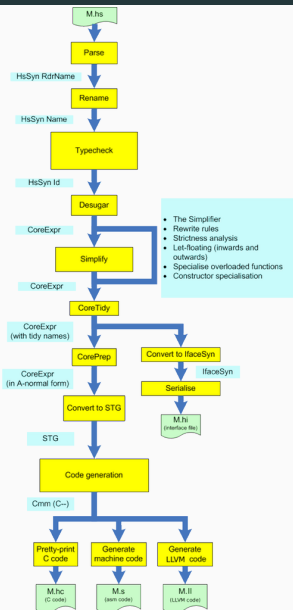 M.hs
Parse
HsSyn RdrName
Rename
HsSyn Name
Typecheck
HsSyn Id
Desugar
CoreExpr
• The Simplifier
• Rewrite rules
• Strictness analysis
• Let-floating (inwards and
outwards)
• Specialise overloaded functions
• Constructor specialisation
Simplify
CoreExpr
CoreTidy
CoreExpr
(with tidy names)
CorePrep
Convert to IfaceSyn
CoreExpr
(in A-normal form)
IfaceSyn
Serialise
Convert to STG
M.hi
(interface file)
STG
Code generation
Cmm (C--)
Pretty-print
C code
Generate
machine code
Generate
LLVM code
M.hc
(C code)
M.s
(asm code)
M.ll
(LLVM code)